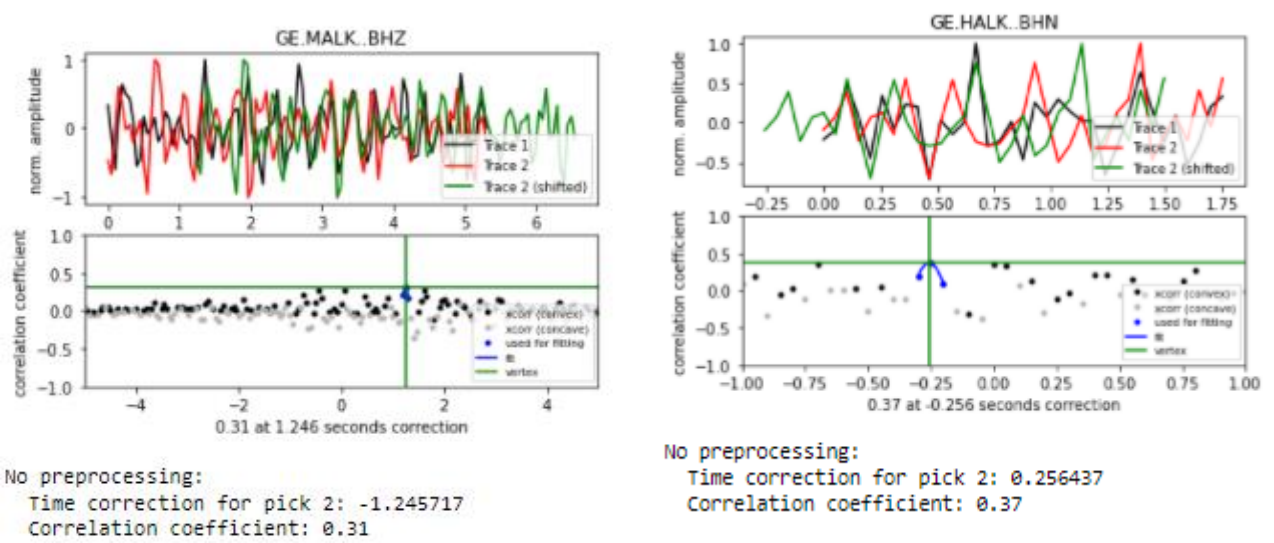 GE.MALK..BHZ
norm. amplitude
1
0
−1
Trace 1
Trace 2
Trace 2 (shifted)
0 1 2 3 4 5 6
correlation coefficient
1.0
0.5
0.0
−0.5
−1.0
xcorr (convex)
xcorr (concave)
used for fitting
fit
vertex
−4 −2 0 2 4
0.31 at 1.246 seconds correction
No preprocessing:
Time correction for pick 2: -1.245717
Correlation coefficient: 0.31
GE.HALK..BHN
norm. amplitude
1.0
0.5
0.0
−0.5
Trace 1
Trace 2
Trace 2 (shifted)
−0.25 0.00 0.25 0.50 0.75 1.00 1.25 1.50 1.75
correlation coefficient
1.0
0.5
0.0
−0.5
−1.0
xcorr (convex)
xcorr (concave)
used for fitting
fit
vertex
−1.00 −0.75 −0.50 −0.25 0.00 0.25 0.50 0.75 1.00
0.37 at -0.256 seconds correction
No preprocessing:
Time correction for pick 2: 0.256437
Correlation coefficient: 0.37